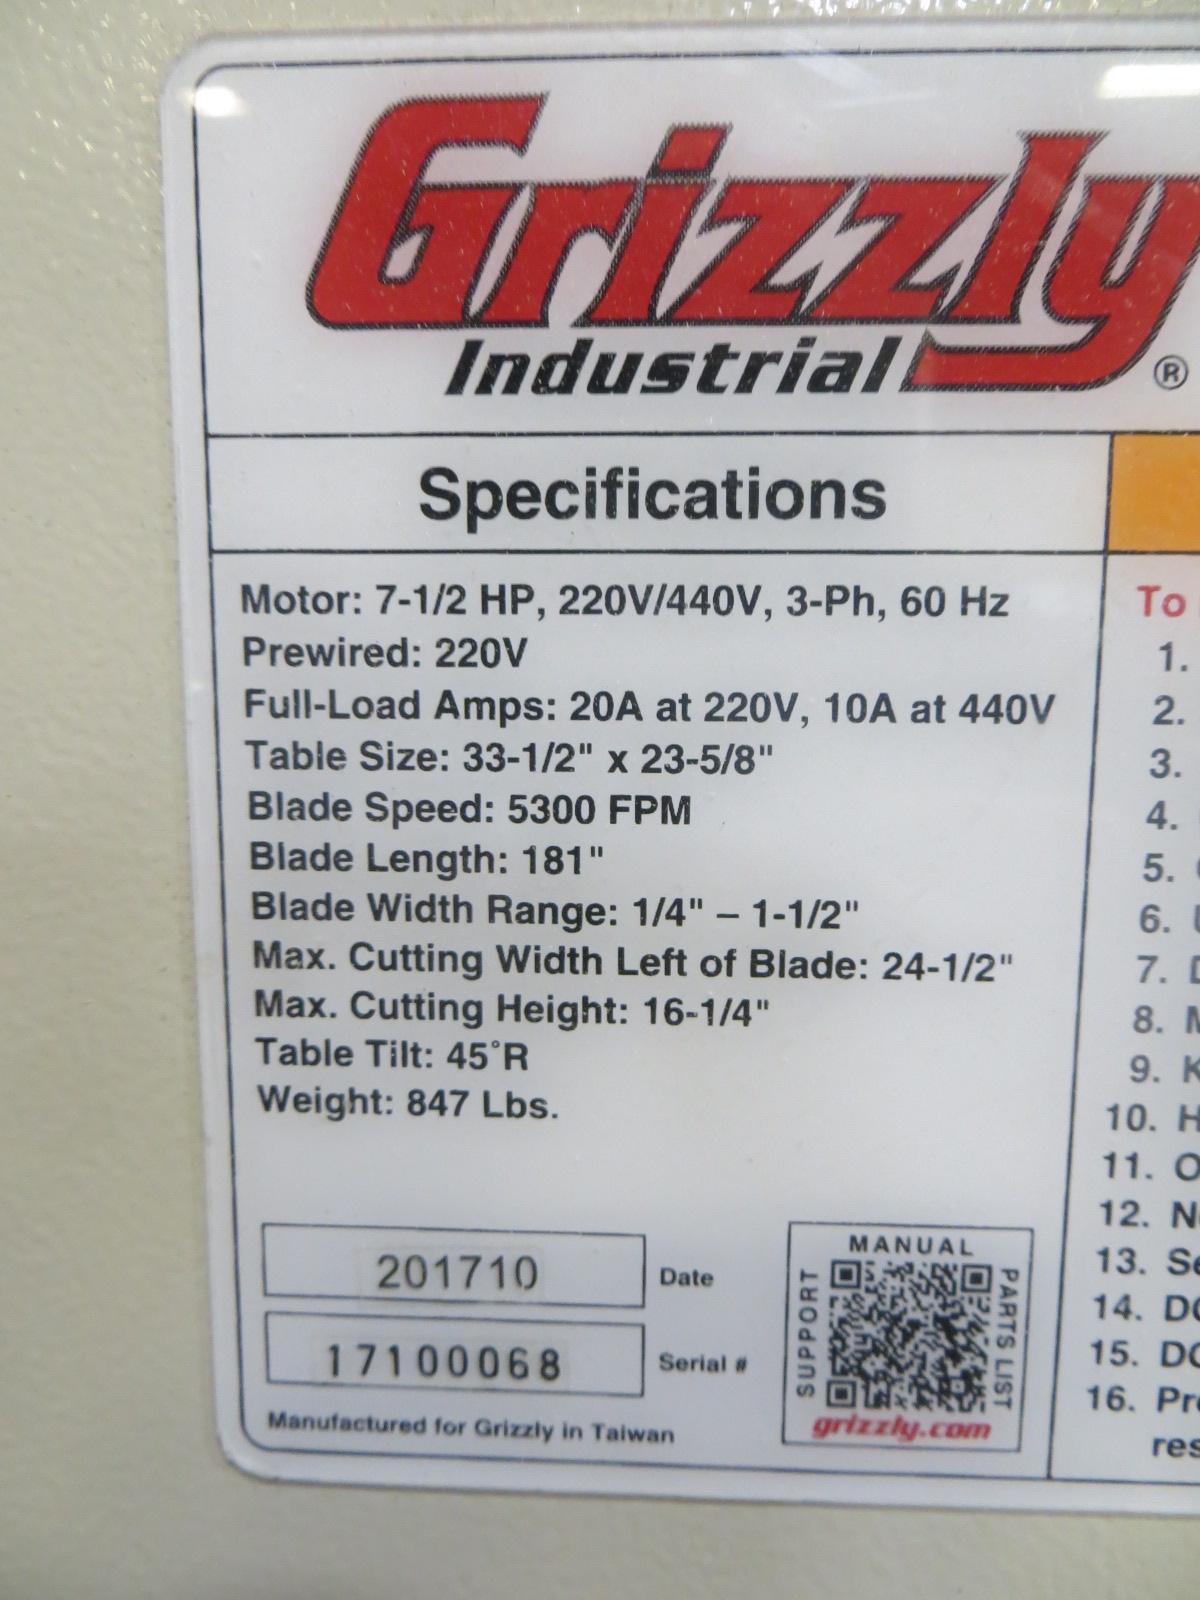 Grizzly
Industrial ®
Specifications
Motor: 7-1/2 HP, 220V/440V, 3-Ph, 60 Hz
Prewired: 220V
Full-Load Amps: 20A at 220V, 10A at 440V
Table Size: 33-1/2" x 23-5/8"
Blade Speed: 5300 FPM
Blade Length: 181"
Blade Width Range: 1/4" – 1-1/2"
Max. Cutting Width Left of Blade: 24-1/2"
Max. Cutting Height: 16-1/4"
Table Tilt: 45°R
Weight: 847 Lbs.
201710 Date
17100068 Serial #
Manufactured for Grizzly in Taiwan
MANUAL
SUPPORT
PARTS LIST
grizzly.com
To
1.
2.
3.
4.
5.
6.
7.
8.
9.
10. H
11. O
12.
13. Se
14.
15.
16. Pr
res